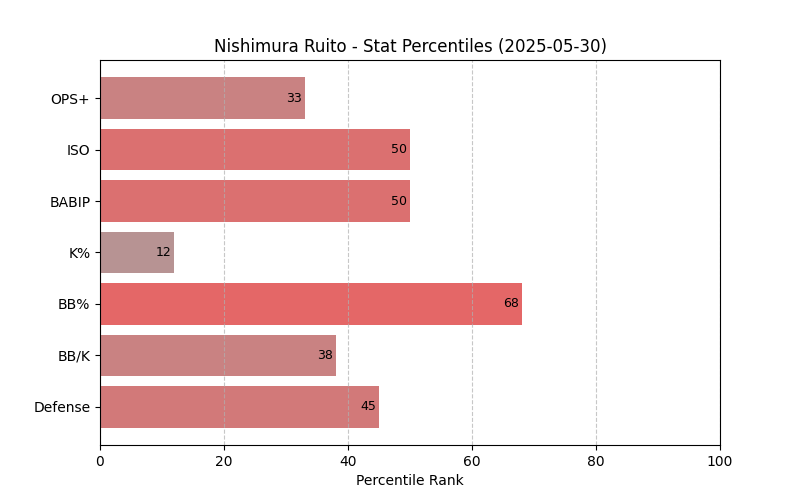 Nishimura Ruito - Stat Percentiles (2025-05-30)
OPS+ 33
ISO 50
BABIP 50
K% 12
BB% 68
BB/K 38
Defense 45
0 20 40 60 80 100
Percentile Rank